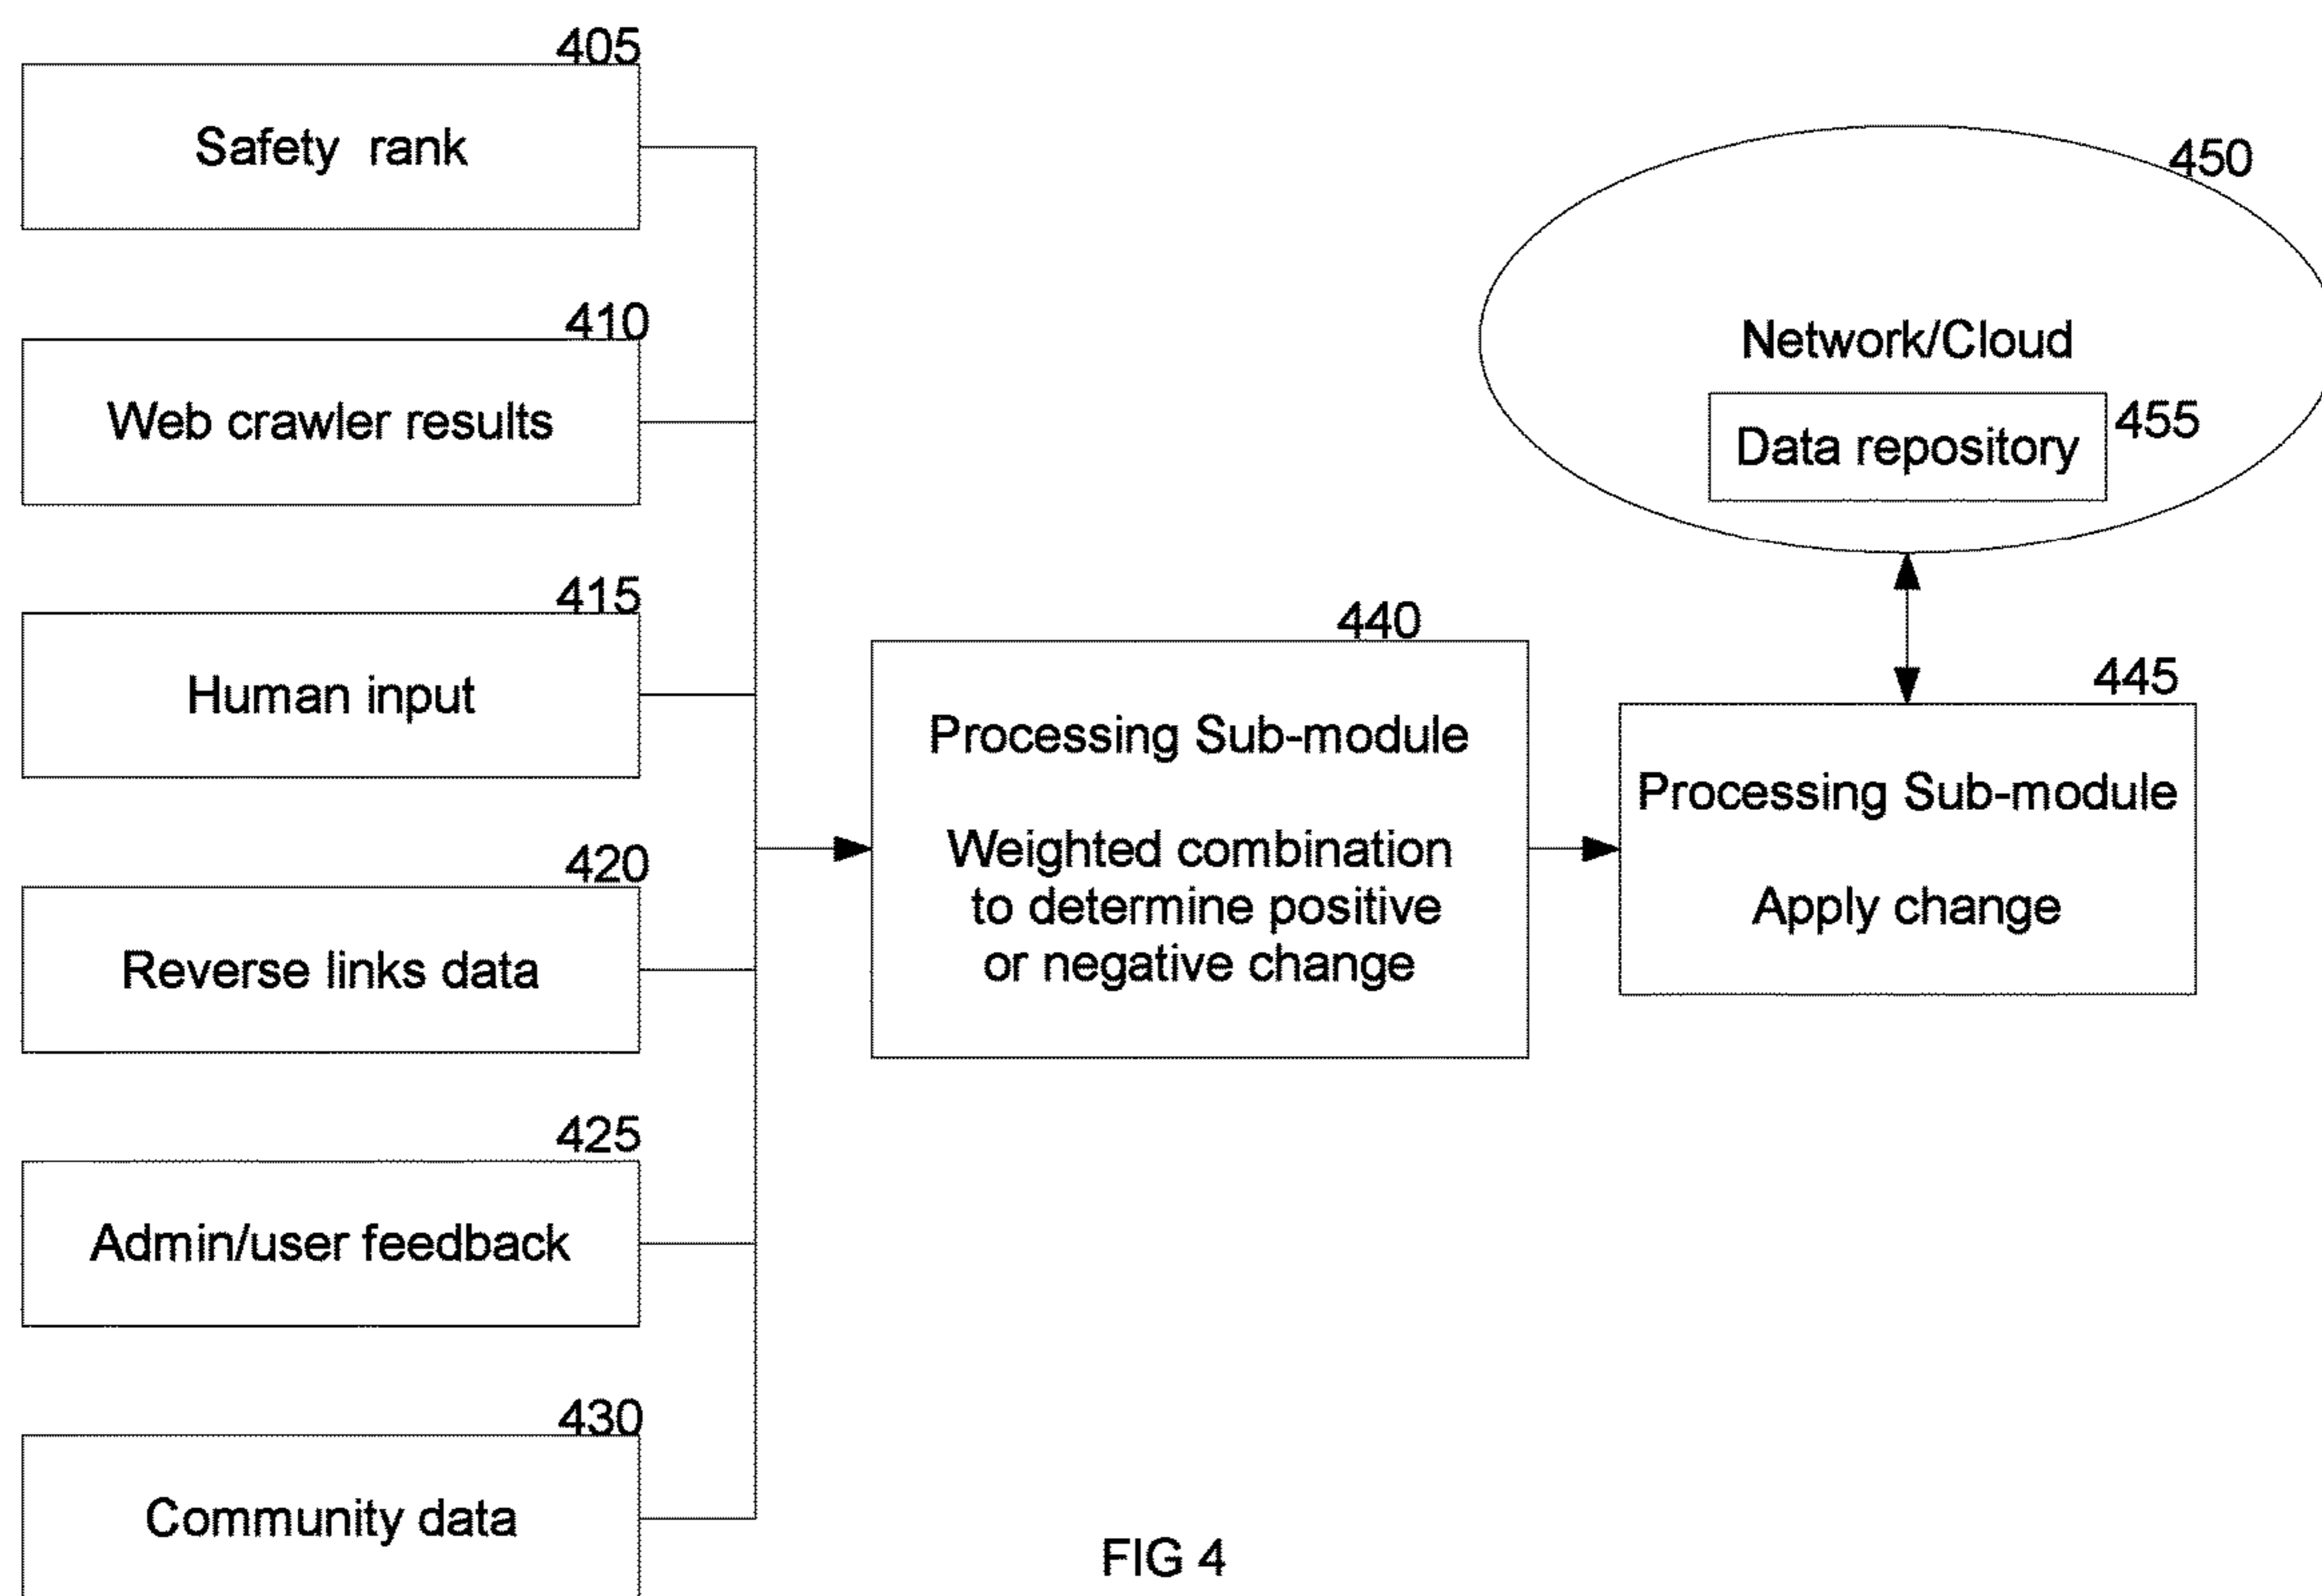 405
Safety rank
410
Web crawler results
415
Human input
420
Reverse links data
425
Admin/user feedback
430
Community data
440
Processing Sub-module
Weighted combination
to determine positive
or negative change
450
Network/Cloud
Data repository
455
445
Processing Sub-module
Apply change
FIG 4